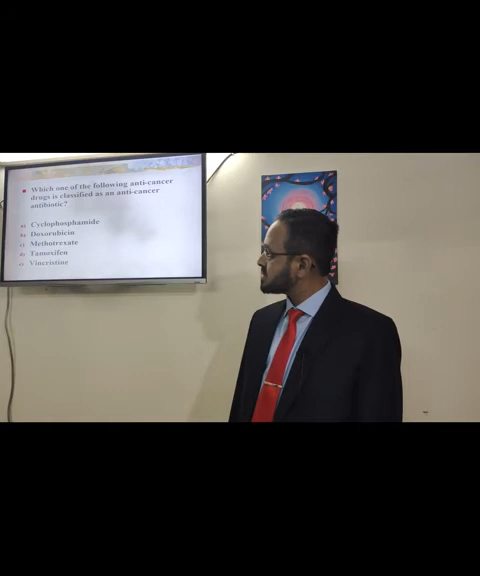 Which one of the following anti-cancer
drugs is classified as an anti-cancer
antibiotic?
a) Cyclophosphamide
b) Doxorubicin
c) Methotrexate
d) Tamoxifen
e) Vincristine